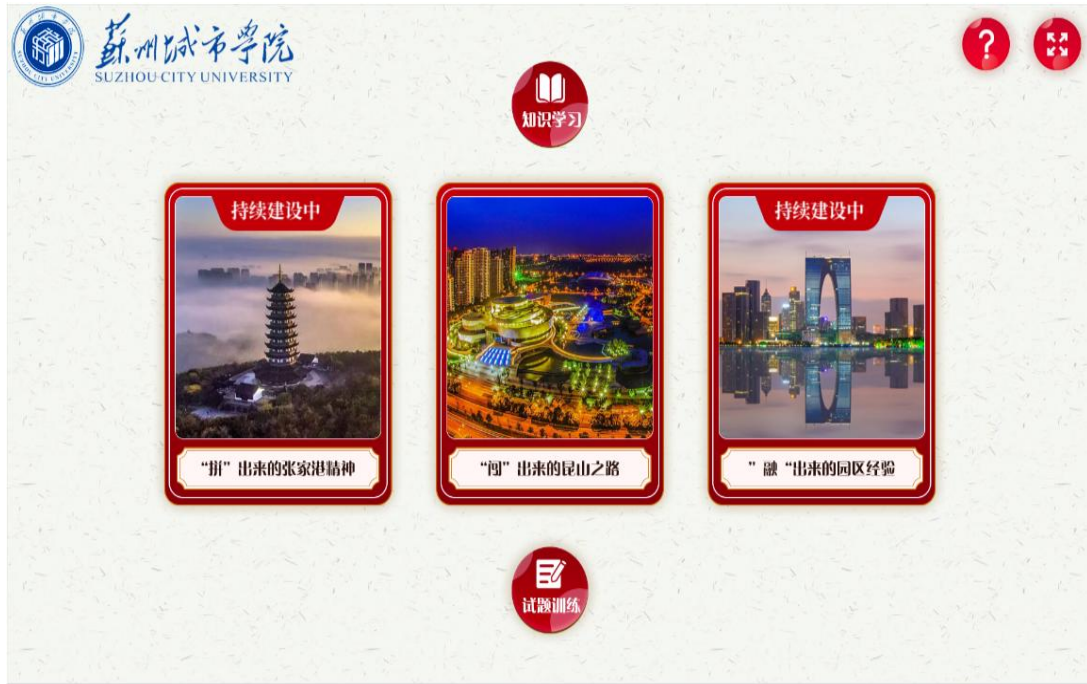 蘇州城市学院
SUZHOU CITY UNIVERSITY
?
知识学习
持续建设中
持续建设中
“拼”出来的张家港精神
“闯”出来的昆山之路
”融“出来的园区经验
试题训练